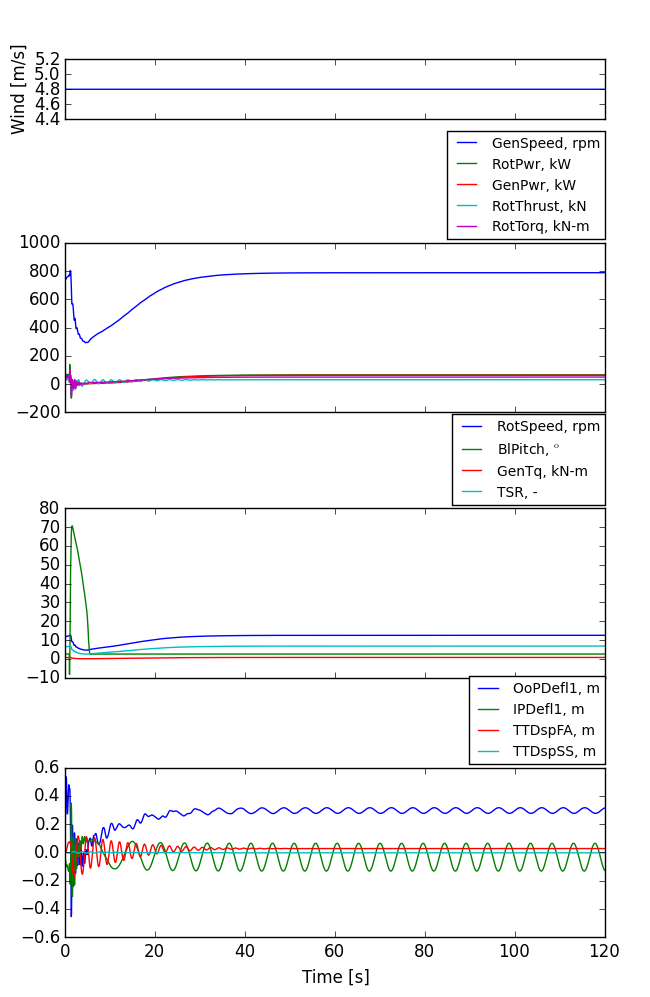 Wind [m/s]
5.2
5.0
4.8
4.6
4.4
GenSpeed, rpm
RotPwr, kW
GenPwr, kW
RotThrust, kN
RotTorq, kN-m
1000
800
600
400
200
0
−200
RotSpeed, rpm
BlPitch, °
GenTq, kN-m
TSR, -
80
70
60
50
40
30
20
10
0
−10
OoPDefl1, m
IPDefl1, m
TTDspFA, m
TTDspSS, m
0.6
0.4
0.2
0.0
−0.2
−0.4
−0.6
0 20 40 60 80 100 120
Time [s]